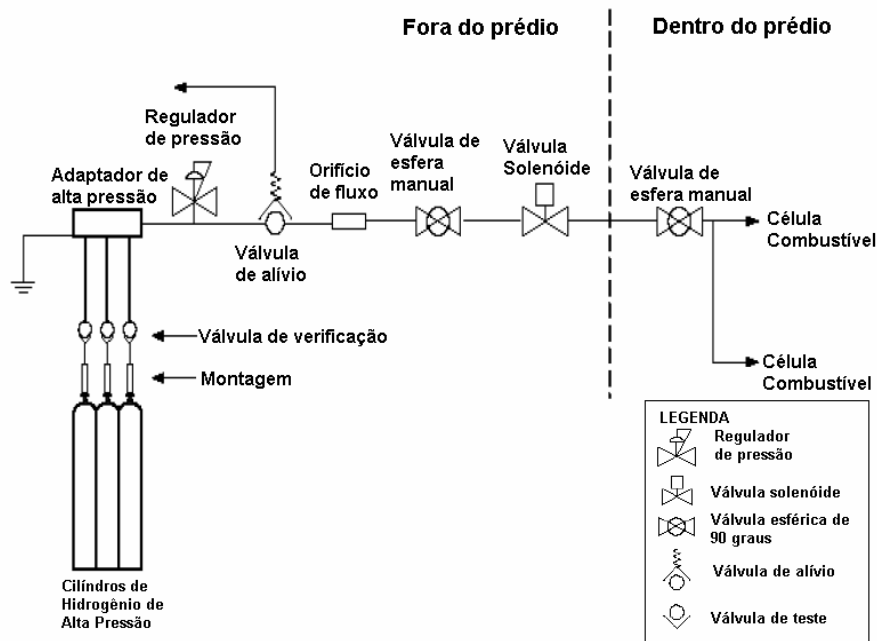 Fora do prédio
Dentro do prédio
Regulador
de pressão
Adaptador de
alta pressão
Válvula
de alívio
Orifício
de fluxo
Válvula de
esfera
manual
Válvula
Solenóide
Válvula de
esfera manual
Célula
Combustível
Célula
Combustível
Válvula de verificação
Montagem
Cilíndros de
Hidrogênio de
Alta Pressão
LEGENDA
Regulador
de pressão
Válvula solenóide
Válvula esférica de
90 graus
Válvula de alívio
Válvula de teste